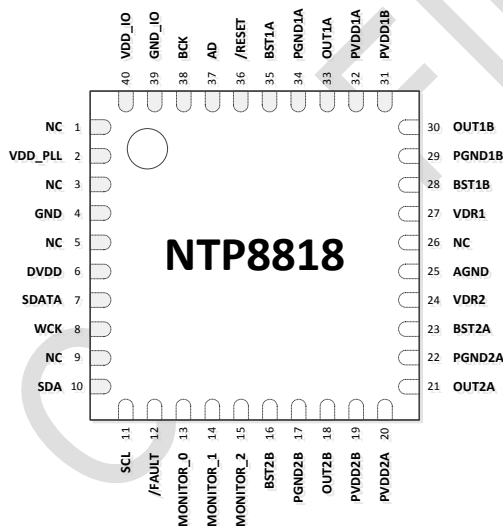 VDD_IO
GND_IO
BCK
AD
/RESET
BST1A
PGND1A
OUT1A
PVDD1A
PVDD1B
40
39
38
37
36
35
34
33
32
31
NC 1
VDD_PLL 2
NC 3
GND 4
NC 5
DVDD 6
SDATA 7
WCK 8
NC 9
SDA 10
NTP8818
30 OUT1B
29 PGND1B
28 BST1B
27 VDR1
26 NC
25 AGND
24 VDR2
23 BST2A
22 PGND2A
21 OUT2A
11
12
13
14
15
16
17
18
19
20
SCL
/FAULT
MONITOR_0
MONITOR_1
MONITOR_2
BST2B
PGND2B
OUT2B
PVDD2B
PVDD2A